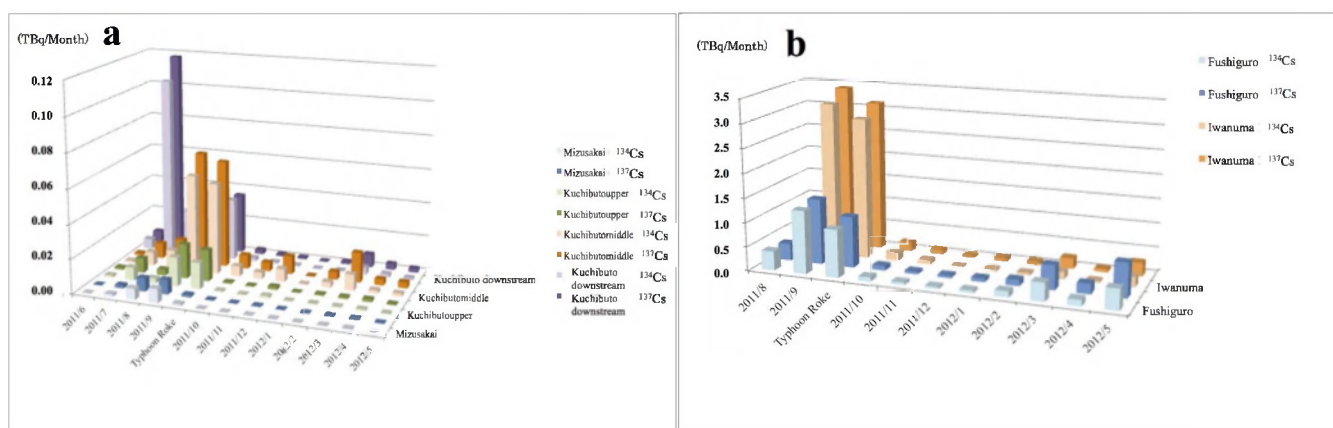 (TBq/Month) a
0.12
0.10
0.08
0.06
0.04
0.02
0.00
2011/6
2011/7
2011/8
2011/9
Typhoon Roke
2011/10
2011/11
2011/12
2012/1
2012/2
2012/3
2012/4
2012/5
Kuchibuto downstream
Kuchibutomiddle
Kuchibutoupper
Mizusakai
Mizusakai 134Cs
Mizusakai 137Cs
Kuchibutoupper 134Cs
Kuchibutoupper 137Cs
Kuchibutomiddle 134Cs
Kuchibutomiddle 137Cs
Kuchibuto 134Cs
downstream
Kuchibuto 137Cs
downstream
(TBq/Month) b
3.5
3.0
2.5
2.0
1.5
1.0
0.5
0.0
2011/8
2011/9
Typhoon Roke
2011/10
2011/11
2011/12
2012/1
2012/2
2012/3
2012/4
2012/5
Iwanuma
Fushiguro
Fushiguro 134Cs
Fushiguro 137Cs
Iwanuma 134Cs
Iwanuma 137Cs